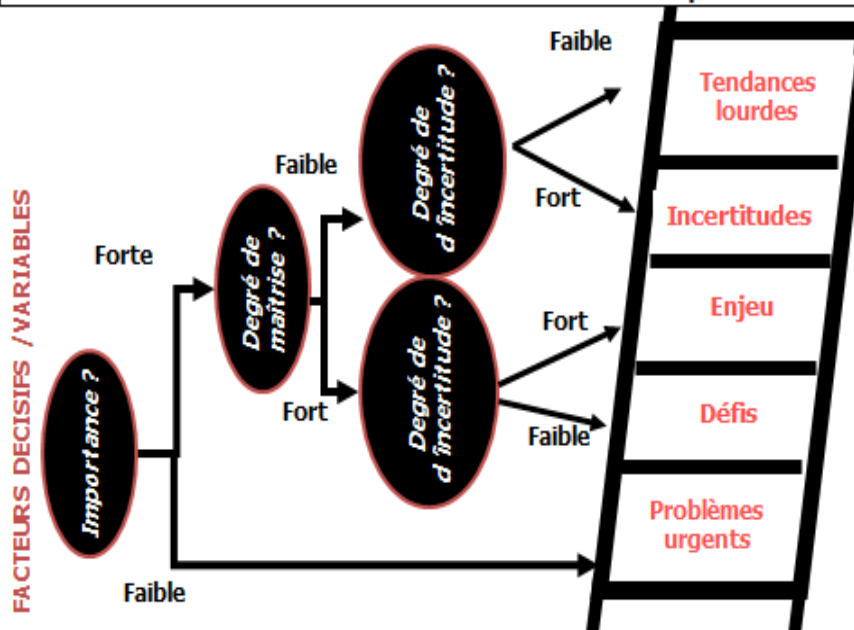 FACTEURS DECISIFS /VARIABLES
Importance ?
Forte
Faible
Degré de
maîtrise ?
Faible
Fort
Degré de
d ’incertitude ?
Degré de
d ’incertitude ?
Faible
Fort
Fort
Faible
Tendances
lourdes
Incertitudes
Enjeu
Défis
Problèmes
urgents